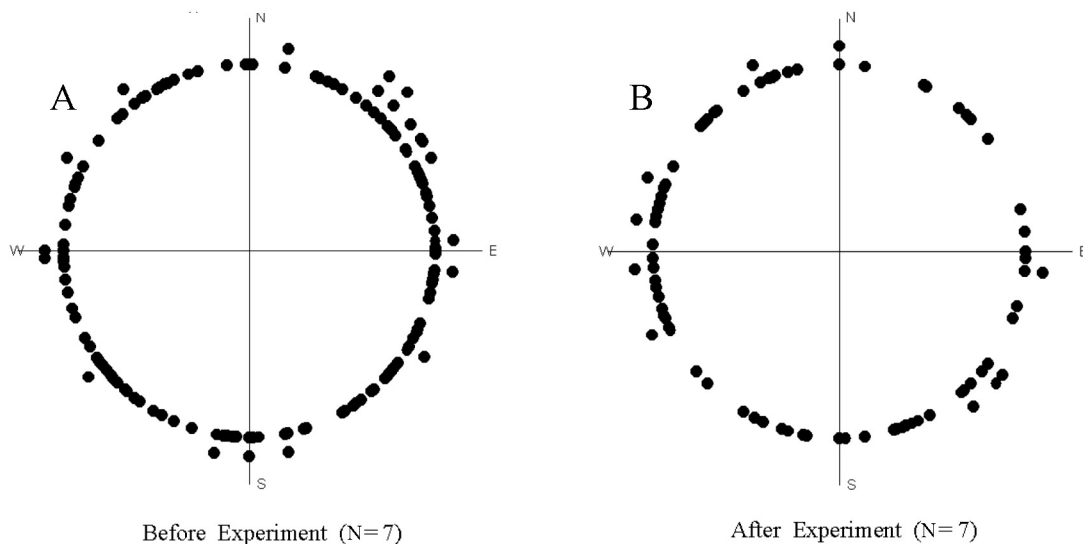 N
N
A
B
W
E
W
E
S
S
Before Experiment (N=7)
After Experiment (N=7)